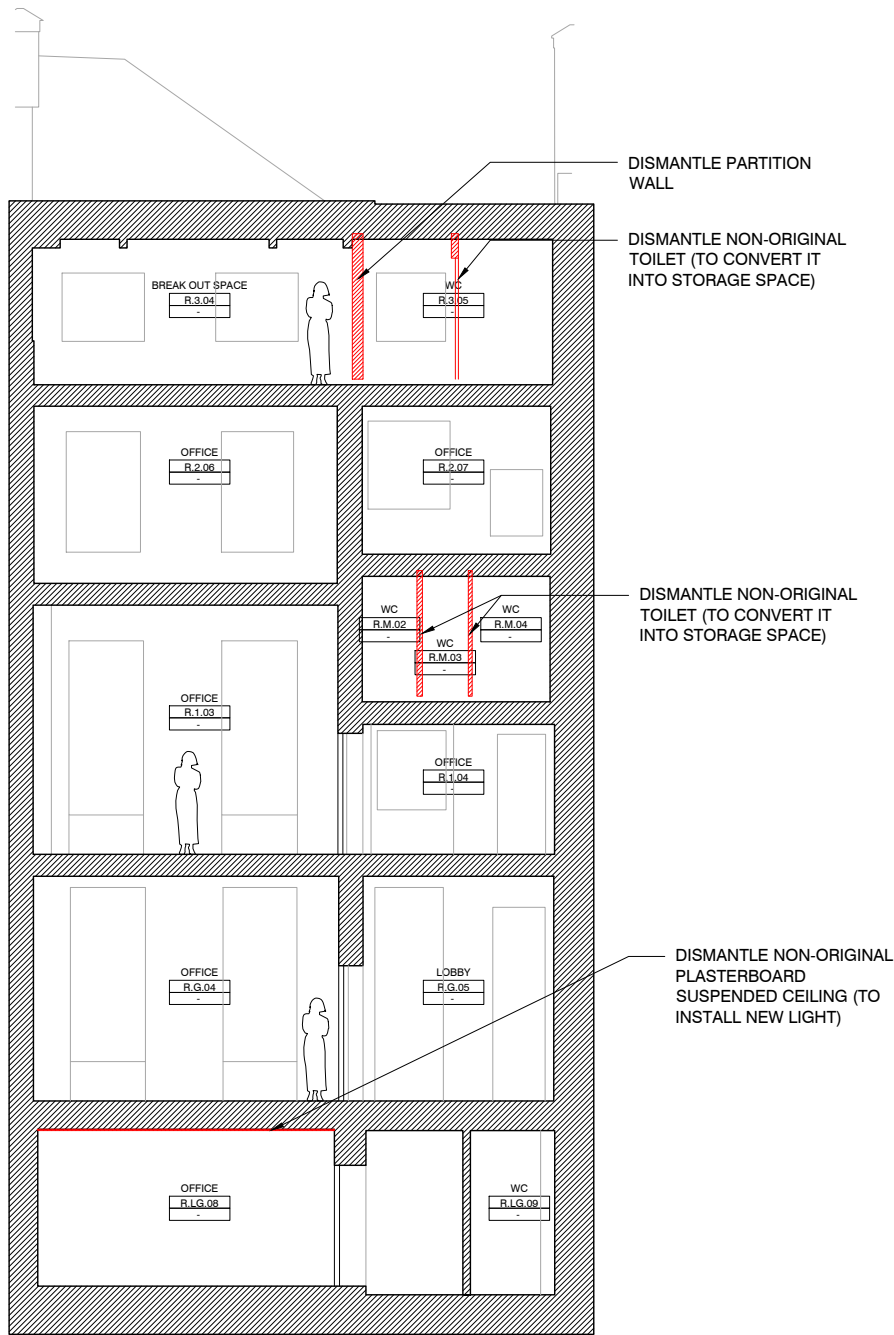 DISMANTLE PARTITION
WALL
DISMANTLE NON-ORIGINAL
TOILET (TO CONVERT IT
INTO STORAGE SPACE)
BREAK OUT SPACE
R.3.04
-
WC
R.3.05
-
OFFICE
R.2.06
-
OFFICE
R.2.07
-
DISMANTLE NON-ORIGINAL
TOILET (TO CONVERT IT
INTO STORAGE SPACE)
WC
R.M.02
-
WC
R.M.03
-
WC
R.M.04
-
OFFICE
R.1.03
-
OFFICE
R.1.04
-
DISMANTLE NON-ORIGINAL
PLASTERBOARD
SUSPENDED CEILING (TO
INSTALL NEW LIGHT)
OFFICE
R.G.04
-
LOBBY
R.G.05
-
OFFICE
R.LG.08
-
WC
R.LG.09
-